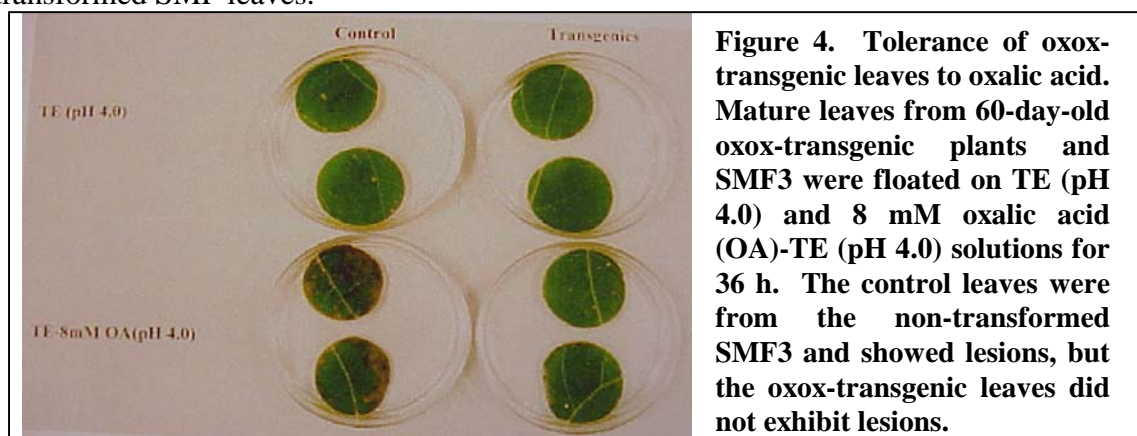 transformed SMF leaves.
Control
Transgenics
TE (pH 4.0)
TE-8mM OA(pH 4.0)
Figure 4. Tolerance of oxox-
transgenic leaves to oxalic acid.
Mature leaves from 60-day-old
oxox-transgenic plants and
SMF3 were floated on TE (pH
4.0) and 8 mM oxalic acid
(OA)-TE (pH 4.0) solutions for
36 h. The control leaves were
from the non-transformed
SMF3 and showed lesions, but
the oxox-transgenic leaves did
not exhibit lesions.